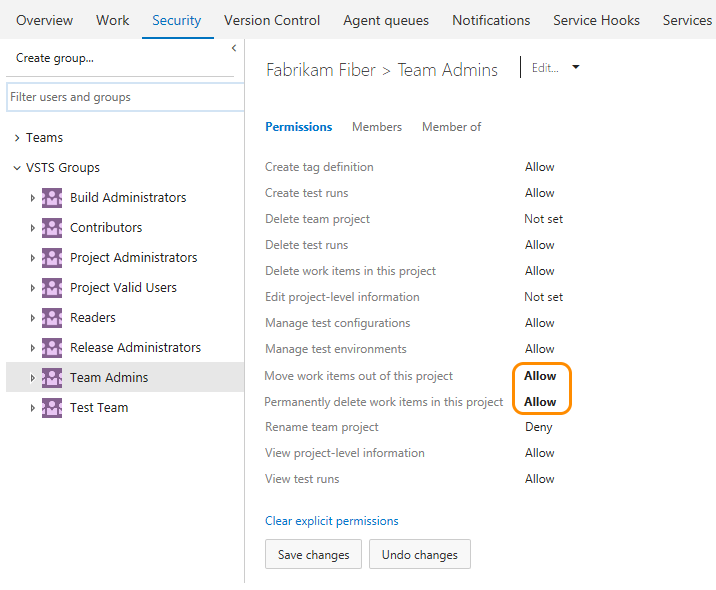 Overview Work Security Version Control Agent queues Notifications Service Hooks Services
Create group...
Filter users and groups
Teams
VSTS Groups
Build Administrators
Contributors
Project Administrators
Project Valid Users
Readers
Release Administrators
Team Admins
Test Team
Fabrikam Fiber > Team Admins Edit...
Permissions Members Member of
Create tag definition Allow
Create test runs Allow
Delete team project Not set
Delete test runs Allow
Delete work items in this project Allow
Edit project-level information Not set
Manage test configurations Allow
Manage test environments Allow
Move work items out of this project Allow
Permanently delete work items in this project Allow
Rename team project Deny
View project-level information Allow
View test runs Allow
Clear explicit permissions
Save changes Undo changes